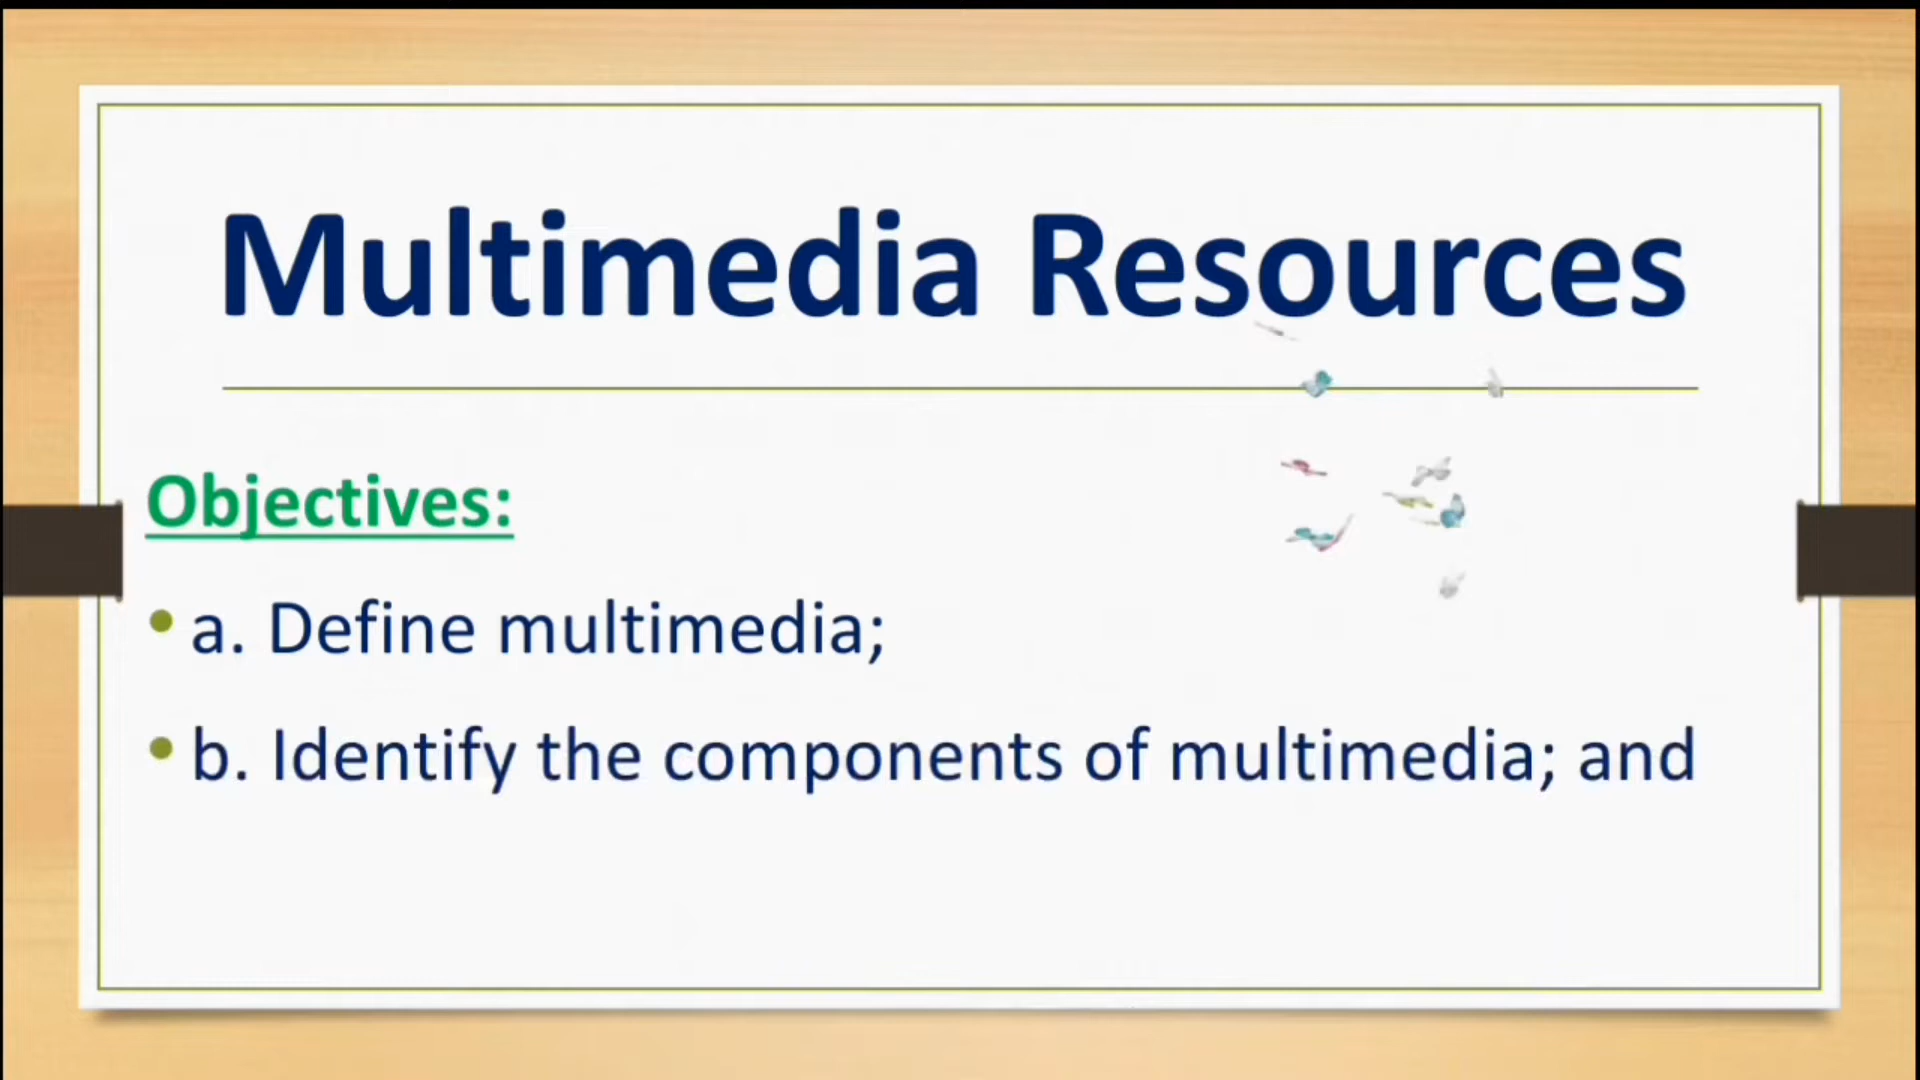 Multimedia Resources
Objectives:
• a. Define multimedia;
• b. Identify the components of multimedia; and